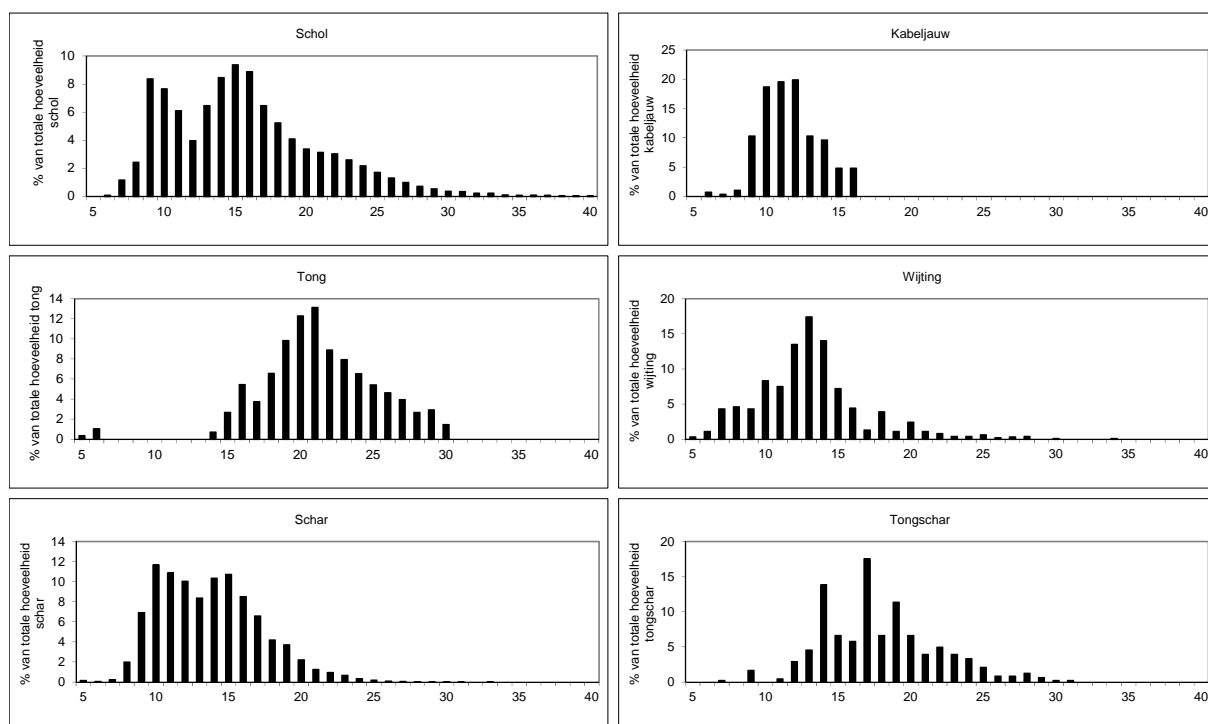 Schol
% van totale hoeveelheid
schol
10
8
6
4
2
0
5 10 15 20 25 30 35 40
Kabeljauw
% van totale hoeveelheid
kabeljauw
25
20
15
10
5
0
5 10 15 20 25 30 35 40
Tong
% van totale hoeveelheid tong
14
12
10
8
6
4
2
0
5 10 15 20 25 30 35 40
Wijting
% van totale hoeveelheid
wijting
20
15
10
5
0
5 10 15 20 25 30 35 40
Schar
% van totale hoeveelheid
schar
14
12
10
8
6
4
2
0
5 10 15 20 25 30 35 40
Tongschar
% van totale hoeveelheid
tongschar
20
15
10
5
0
5 10 15 20 25 30 35 40